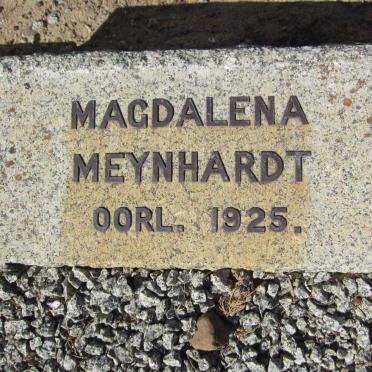 MAGDALENA
MEYNHARDT
OORL. 1925.